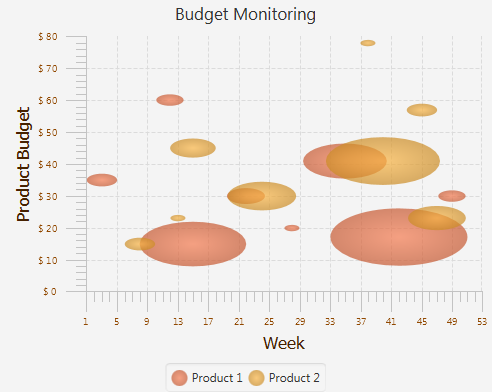 Budget Monitoring
Product Budget
$ 80
$ 70
$ 60
$ 50
$ 40
$ 30
$ 20
$ 10
$ 0
1 5 9 13 17 21 25 29 33 37 41 45 49 53
Week
Product 1 Product 2